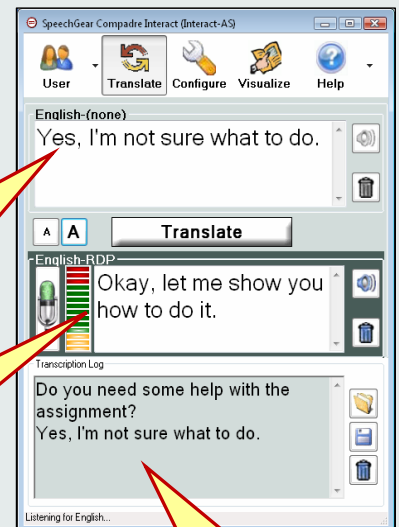 SpeechGear Compadre Interact (Interact-AS)
User Translate Configure Visualize Help
English-(none)
Yes, I'm not sure what to do.
A A Translate
English-RDP
Okay, let me show you
how to do it.
Transcription Log
Do you need some help with the
assignment?
Yes, I'm not sure what to do.
Listening for English...